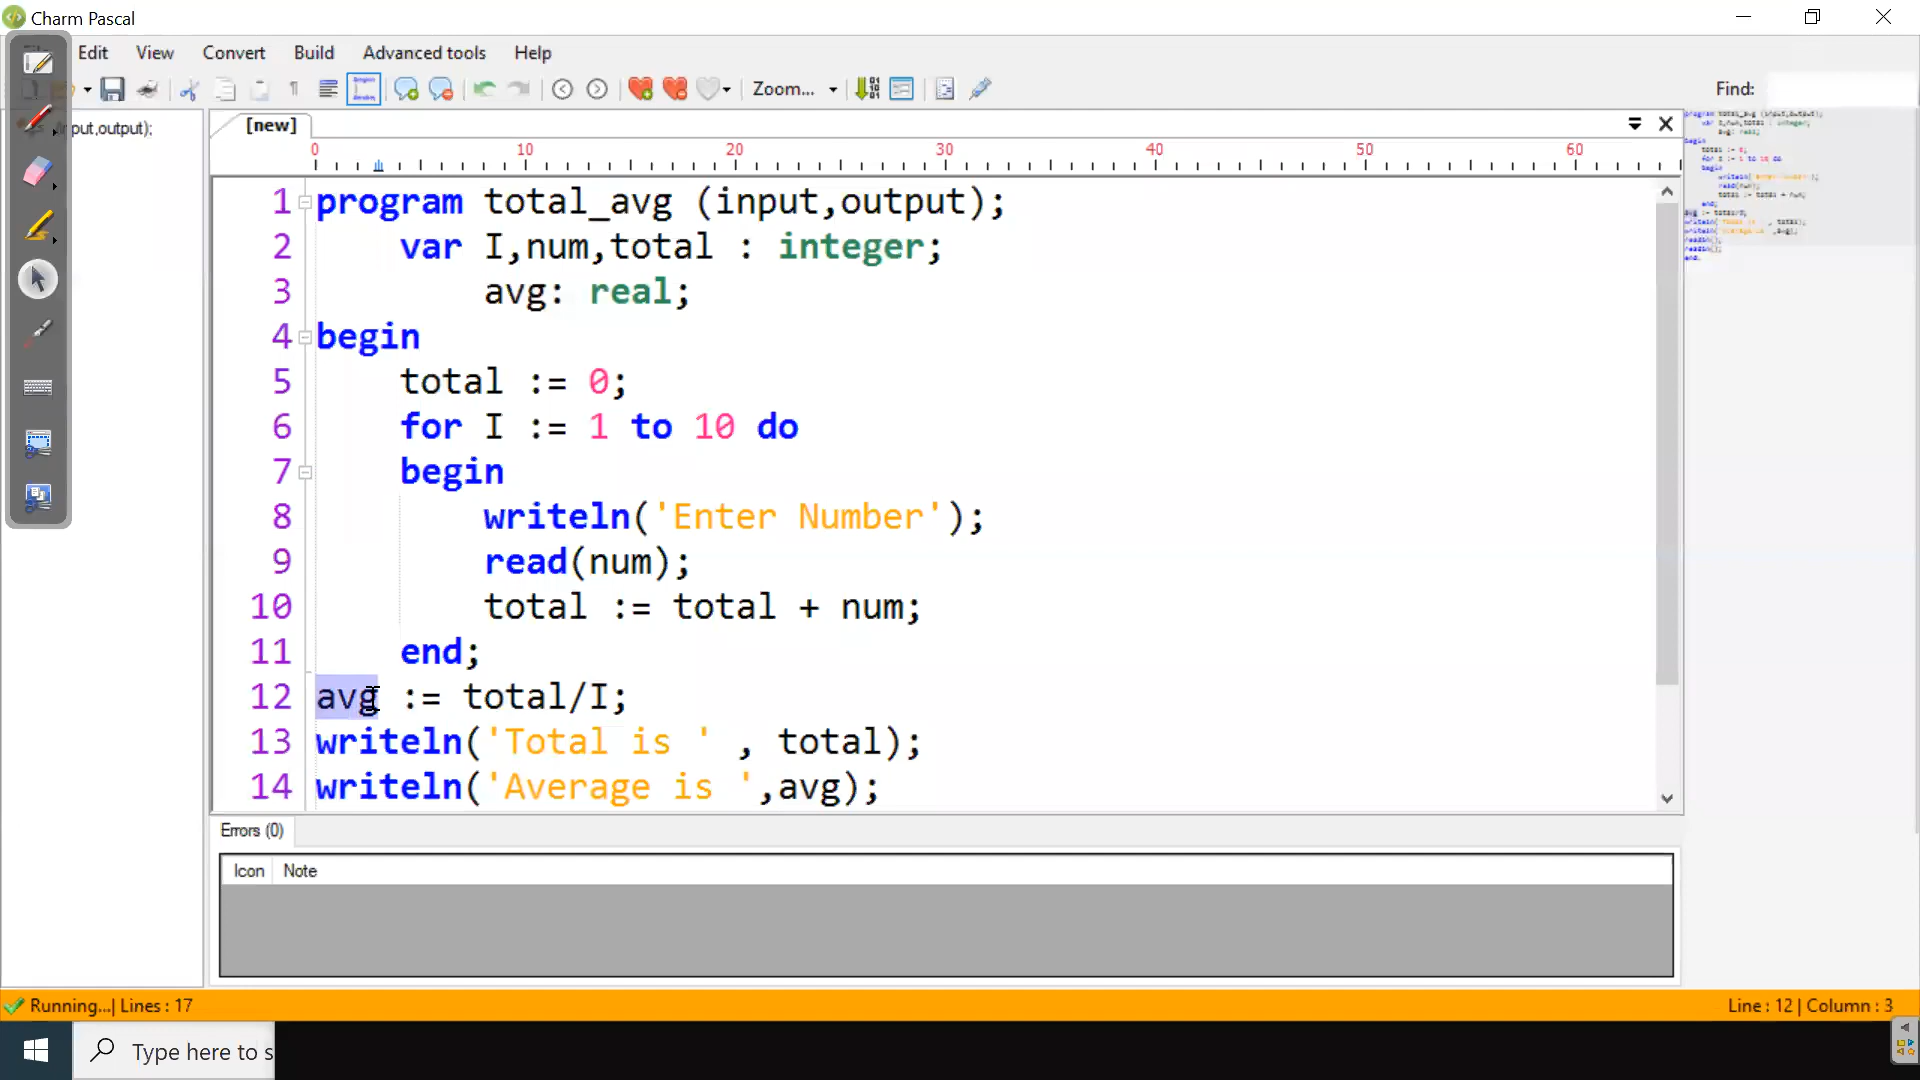 Charm Pascal
Edit View Convert Build Advanced tools Help
Zoom... Find:
put,output);
[new]
0 10 20 30 40 50 60
1 program total_avg (input,output);
2 var I,num,total : integer;
3 avg: real;
4 begin
5 total := 0;
6 for I := 1 to 10 do
7 begin
8 writeln('Enter Number');
9 read(num);
10 total := total + num;
11 end;
12 avg := total/I;
13 writeln('Total is ' , total);
14 writeln('Average is ',avg);
Errors (0)
Icon Note
Running...| Lines : 17
Line : 12 | Column : 3
Type here to s